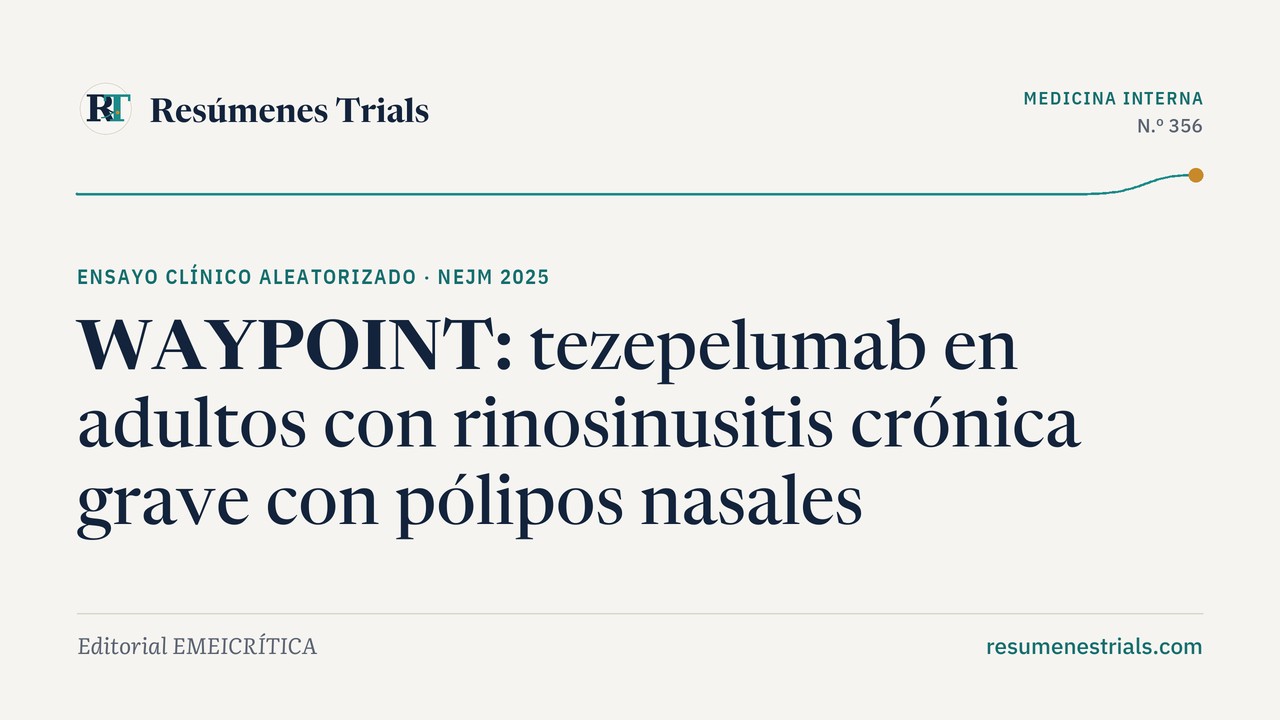 RT Resúmenes Trials
MEDICINA INTERNA
N.º 356
ENSAYO CLÍNICO ALEATORIZADO · NEJM 2025
WAYPOINT: tezepelumab en
adultos con rinosinusitis crónica
grave con pólipos nasales
Editorial EMEICRÍTICA
resumenestrials.com